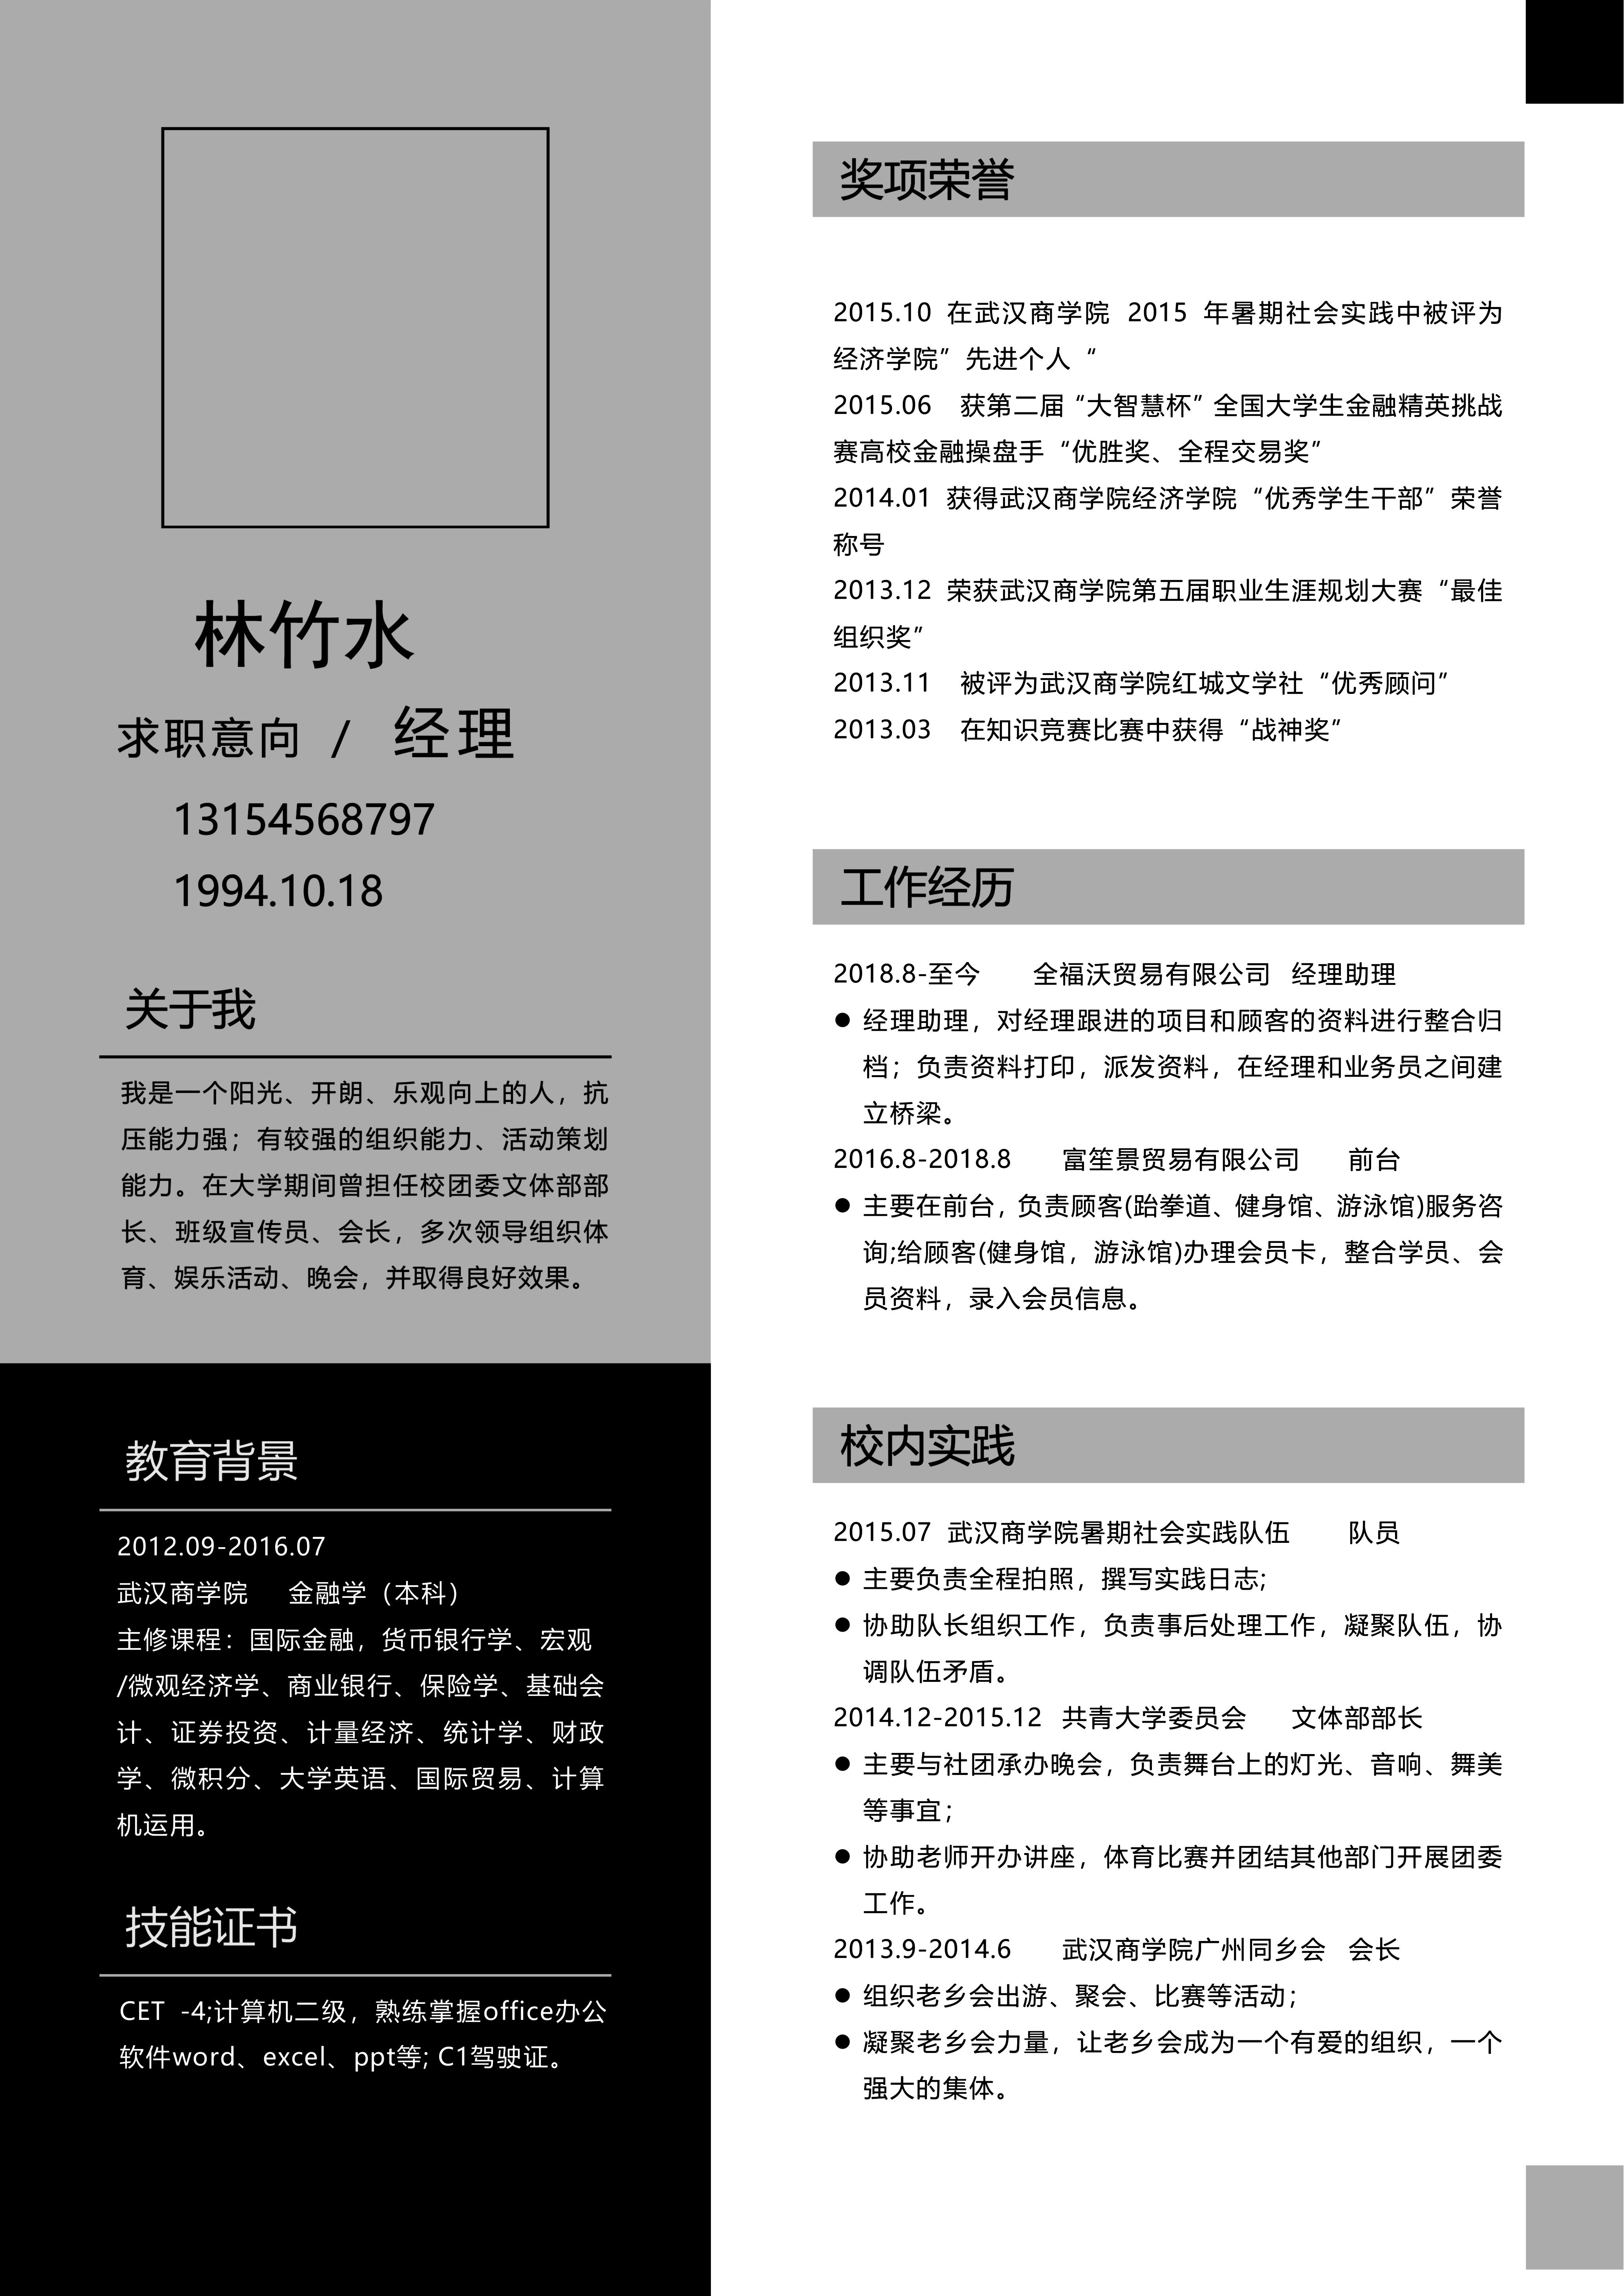 林竹水
求职意向 / 经理
13154568797
1994.10.18
关于我
我是一个阳光、开朗、乐观向上的人，抗
压能力强；有较强的组织能力、活动策划
能力。在大学期间曾担任校团委文体部部
长、班级宣传员、会长，多次领导组织体
育、娱乐活动、晚会，并取得良好效果。
教育背景
2012.09-2016.07
武汉商学院 金融学（本科）
主修课程：国际金融，货币银行学、宏观
/微观经济学、商业银行、保险学、基础会
计、证券投资、计量经济、统计学、财政
学、微积分、大学英语、国际贸易、计算
机运用。
技能证书
CET -4;计算机二级，熟练掌握office办公
软件word、excel、ppt等; C1驾驶证。
奖项荣誉
2015.10 在武汉商学院 2015 年暑期社会实践中被评为
经济学院”先进个人“
2015.06 获第二届“大智慧杯”全国大学生金融精英挑战
赛高校金融操盘手“优胜奖、全程交易奖”
2014.01 获得武汉商学院经济学院“优秀学生干部”荣誉
称号
2013.12 荣获武汉商学院第五届职业生涯规划大赛“最佳
组织奖”
2013.11 被评为武汉商学院红城文学社“优秀顾问”
2013.03 在知识竞赛比赛中获得“战神奖”
工作经历
2018.8-至今 全福沃贸易有限公司 经理助理
● 经理助理，对经理跟进的项目和顾客的资料进行整合归
档；负责资料打印，派发资料，在经理和业务员之间建
立桥梁。
2016.8-2018.8 富笙景贸易有限公司 前台
● 主要在前台，负责顾客(跆拳道、健身馆、游泳馆)服务咨
询;给顾客(健身馆，游泳馆)办理会员卡，整合学员、会
员资料，录入会员信息。
校内实践
2015.07 武汉商学院暑期社会实践队伍 队员
● 主要负责全程拍照，撰写实践日志;
● 协助队长组织工作，负责事后处理工作，凝聚队伍，协
调队伍矛盾。
2014.12-2015.12 共青大学委员会 文体部部长
● 主要与社团承办晚会，负责舞台上的灯光、音响、舞美
等事宜；
● 协助老师开办讲座，体育比赛并团结其他部门开展团委
工作。
2013.9-2014.6 武汉商学院广州同乡会 会长
● 组织老乡会出游、聚会、比赛等活动；
● 凝聚老乡会力量，让老乡会成为一个有爱的组织，一个
强大的集体。